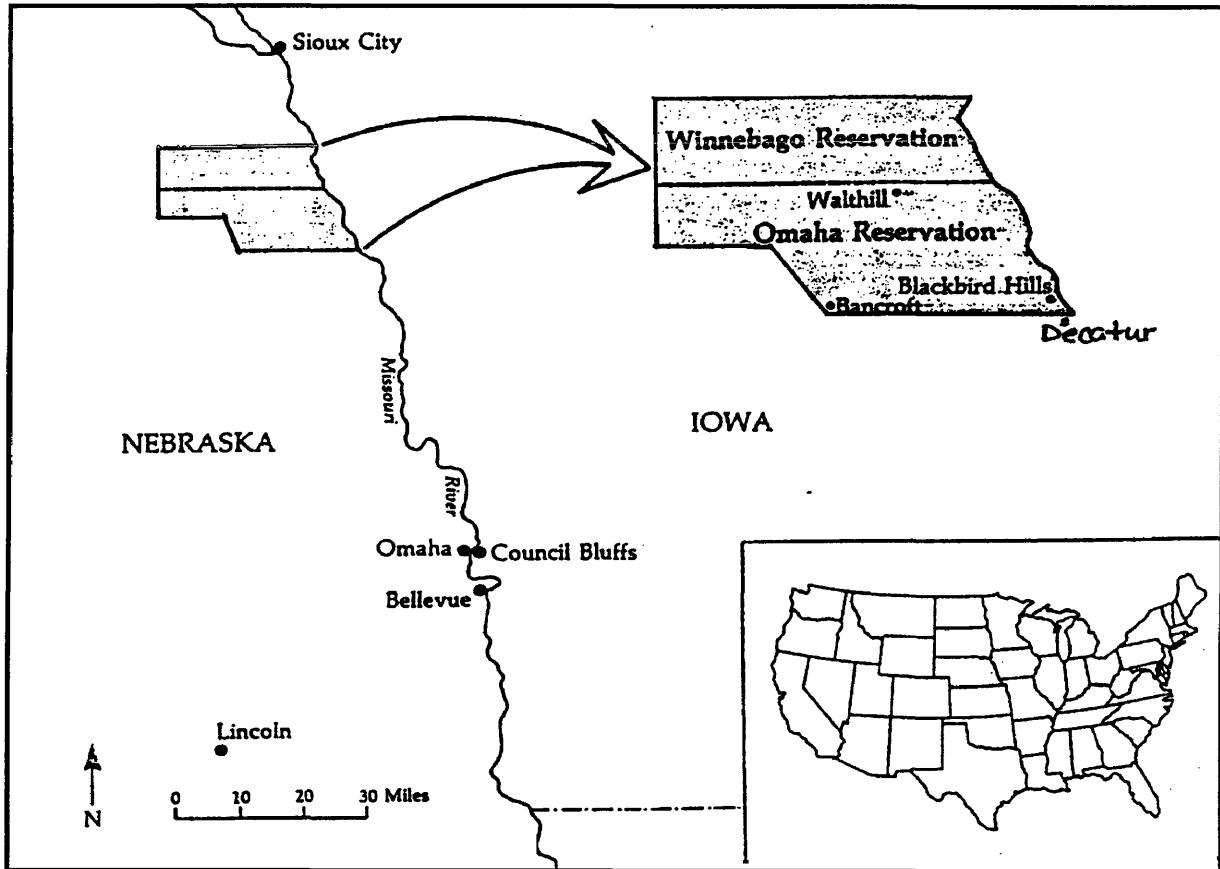 Sioux City
Winnebago Reservation
Walthill
Omaha Reservation
Blackbird Hills
Bancroft
Decatur
Missouri
River
NEBRASKA
IOWA
Omaha
Council Bluffs
Bellevue
Lincoln
N
0 10 20 30 Miles